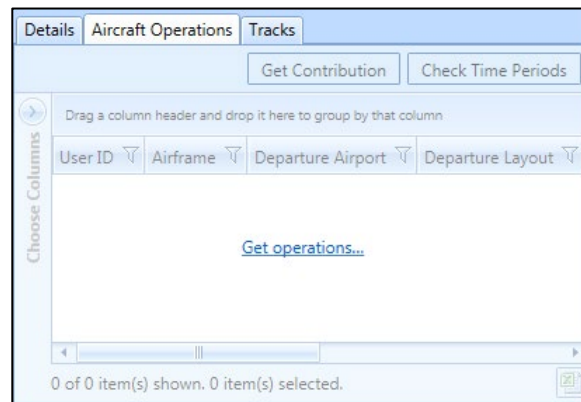 Details Aircraft Operations Tracks
Get Contribution Check Time Periods
Drag a column header and drop it here to group by that column
Choose Columns
User ID Airframe Departure Airport Departure Layout
Get operations...
0 of 0 item(s) shown. 0 item(s) selected.